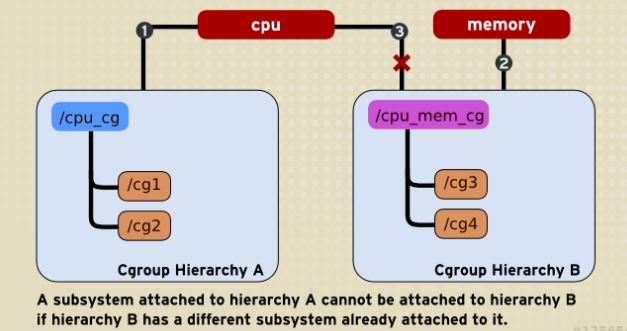 cpu
memory
1
3
2
/cpu_cg
/cpu_mem_cg
/cg1
/cg3
/cg2
/cg4
Cgroup Hierarchy A
Cgroup Hierarchy B
A subsystem attached to hierarchy A cannot be attached to hierarchy B
if hierarchy B has a different subsystem already attached to it.